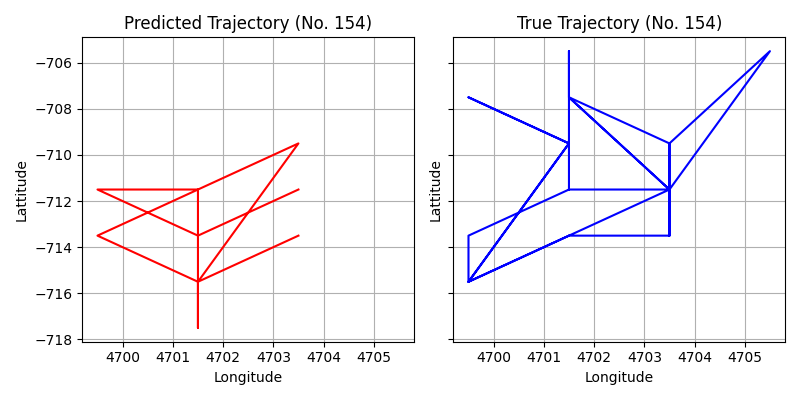 Predicted Trajectory (No. 154)
True Trajectory (No. 154)
Lattitude
−706
−708
−710
−712
−714
−716
−718
4700 4701 4702 4703 4704 4705
Longitude
Lattitude
4700 4701 4702 4703 4704 4705
Longitude